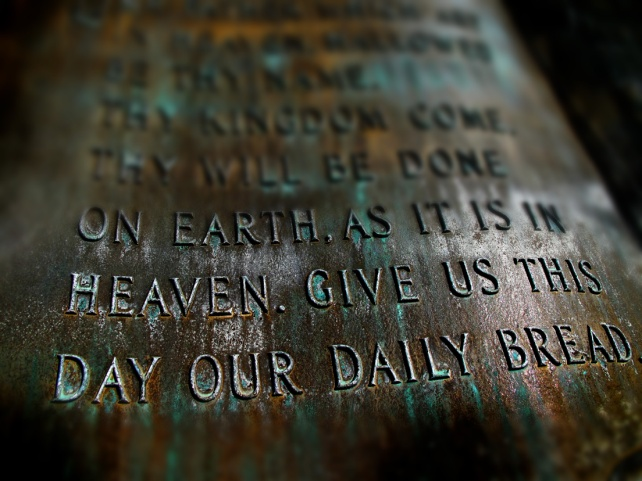 BE THY NAME.
THY KINGDOM COME.
THY WILL BE DONE
ON EARTH, AS IT IS IN
HEAVEN. GIVE US THIS
DAY OUR DAILY BREAD.